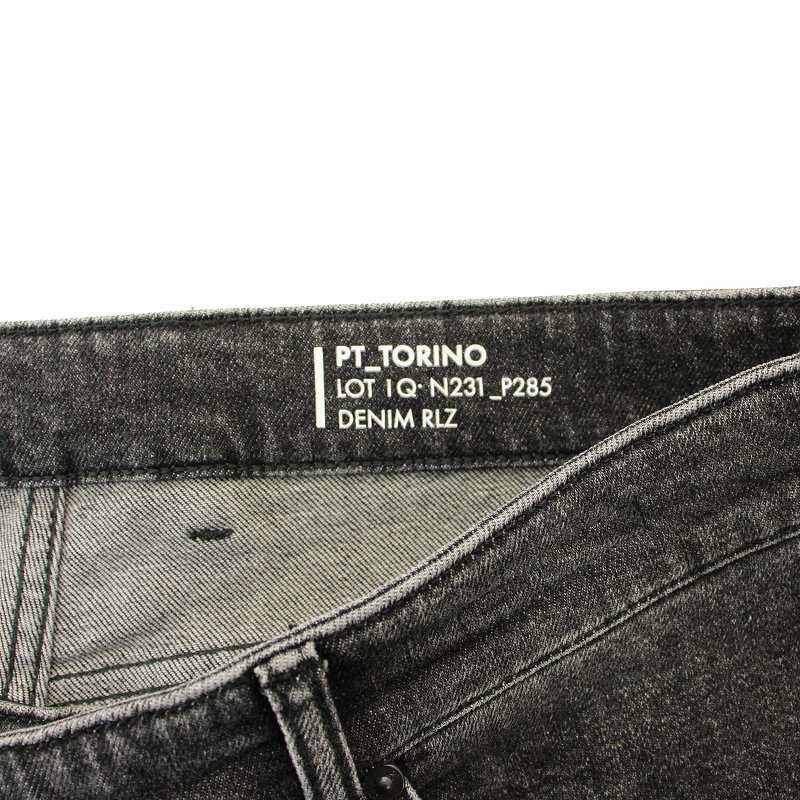 PT_TORINO
LOT 1Q· N231_P285
DENIM RLZ